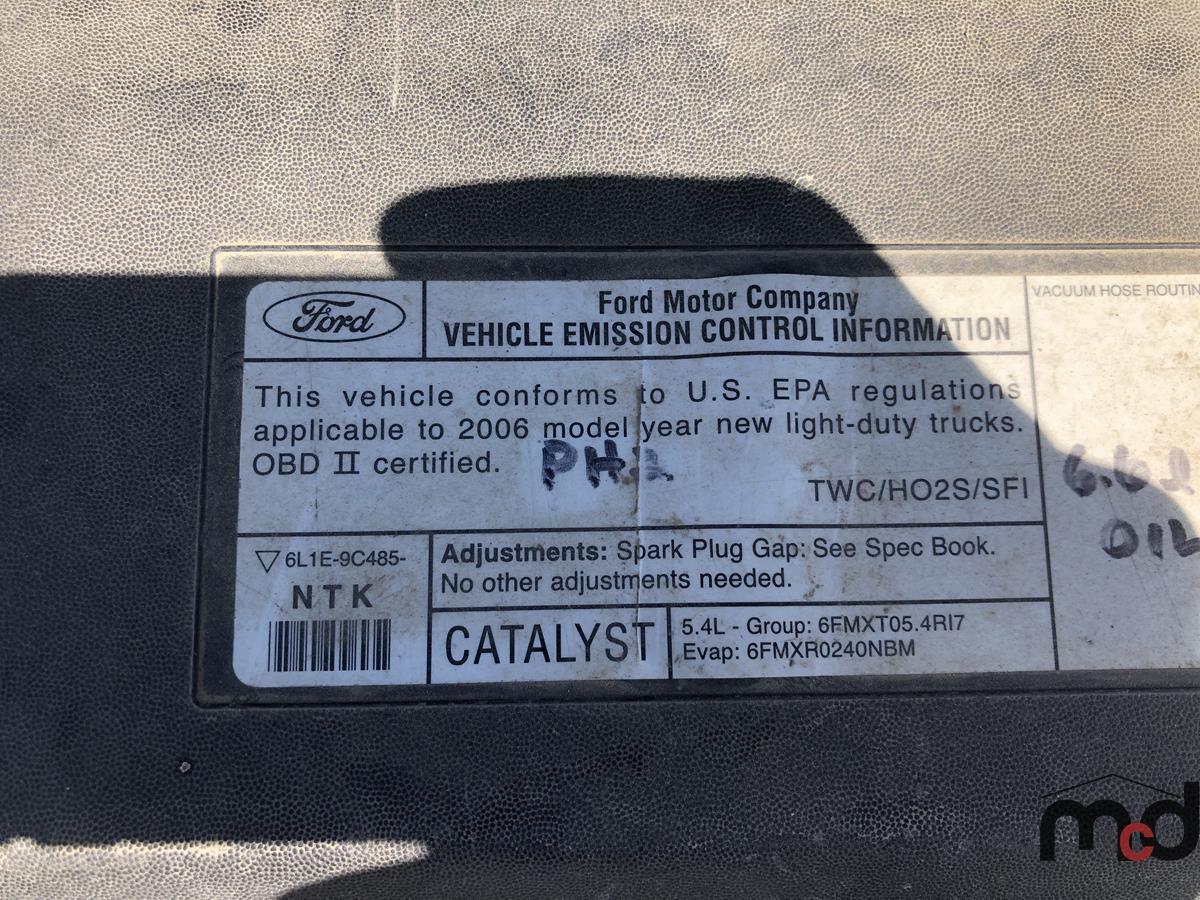 Ford
Ford Motor Company
VEHICLE EMISSION CONTROL INFORMATION
VACUUM HOSE ROUTIN
This vehicle conforms to U.S. EPA regulations
applicable to 2006 model year new light-duty trucks.
OBD II certified.
TWC/HO2S/SFI
OIL
6L1E-9C485-
NTK
Adjustments: Spark Plug Gap: See Spec Book.
No other adjustments needed.
CATALYST
5.4L - Group: 6FMXT05.4RI7
Evap: 6FMXR0240NBM
mcd